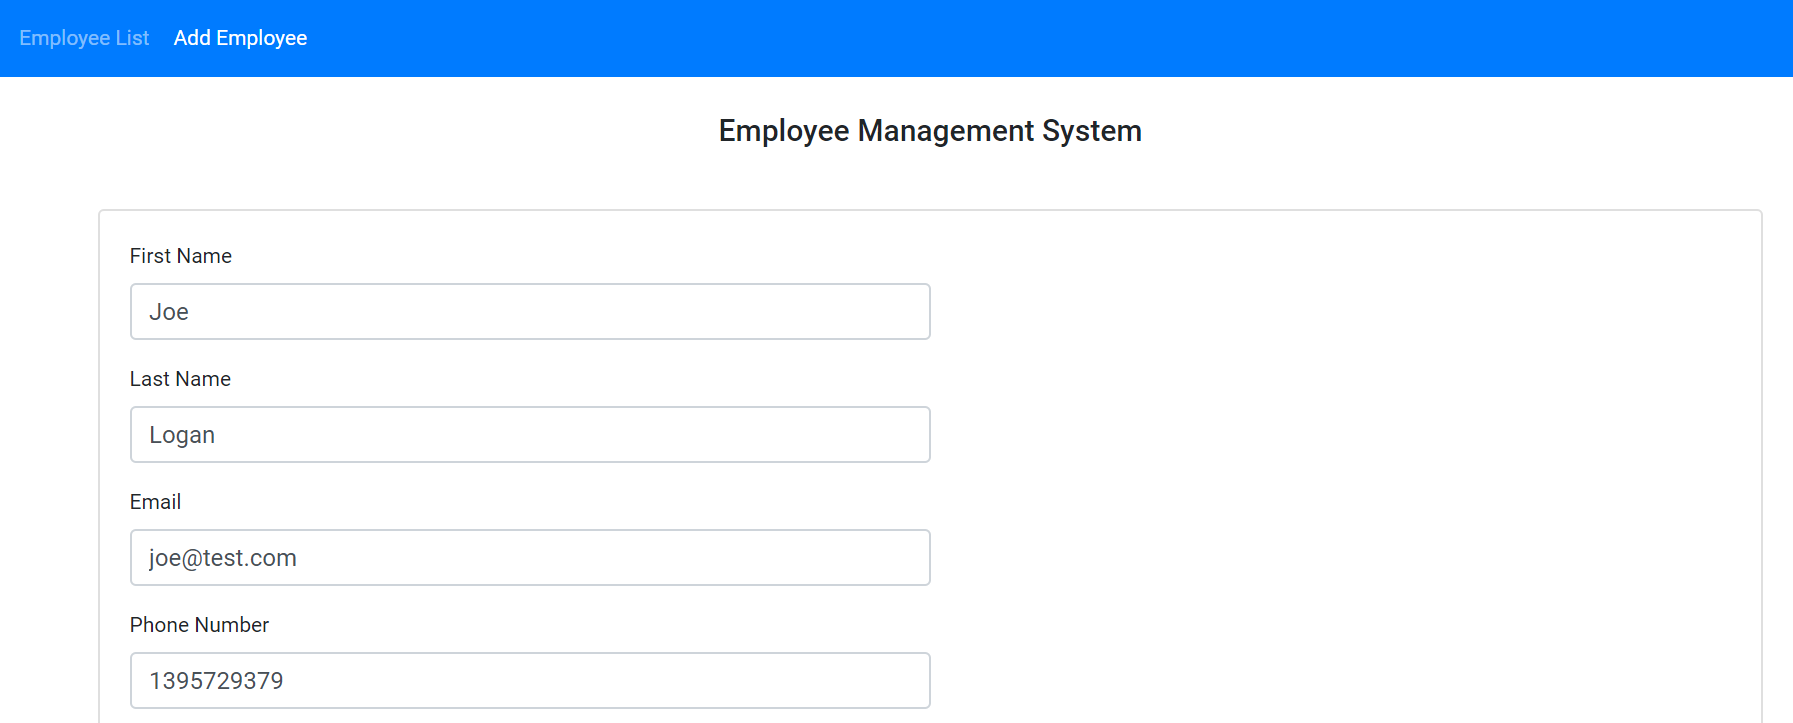 Employee List Add Employee
Employee Management System
First Name
Joe
Last Name
Logan
Email
joe@test.com
Phone Number
1395729379